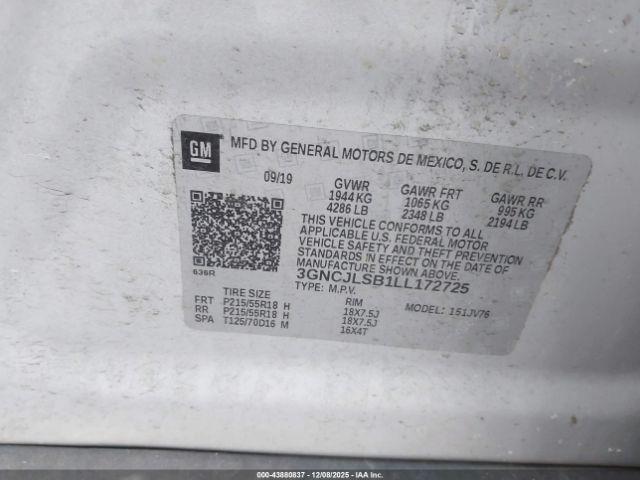 GM
MFD BY GENERAL MOTORS DE MEXICO, S. DE R.L. DE C.V.
09/19 GVWR GAWR FRT GAWR RR
1944 KG 1065 KG 995 KG
4286 LB 2348 LB 2194 LB
THIS VEHICLE CONFORMS TO ALL
APPLICABLE U.S. FEDERAL MOTOR
VEHICLE SAFETY AND THEFT PREVENTION
STANDARDS IN EFFECT ON THE DATE OF
MANUFACTURE SHOWN ABOVE.
636R
3GNCJLSB1LL172725
TYPE: M.P.V.
TIRE SIZE RIM MODEL: 151JV76
FRT P215/55R18 H 18X7.5J
RR P215/55R18 H 18X7.5J
SPA T125/70D16 M 16X4T
000-43880837 - 12/08/2025 - IAA Inc.